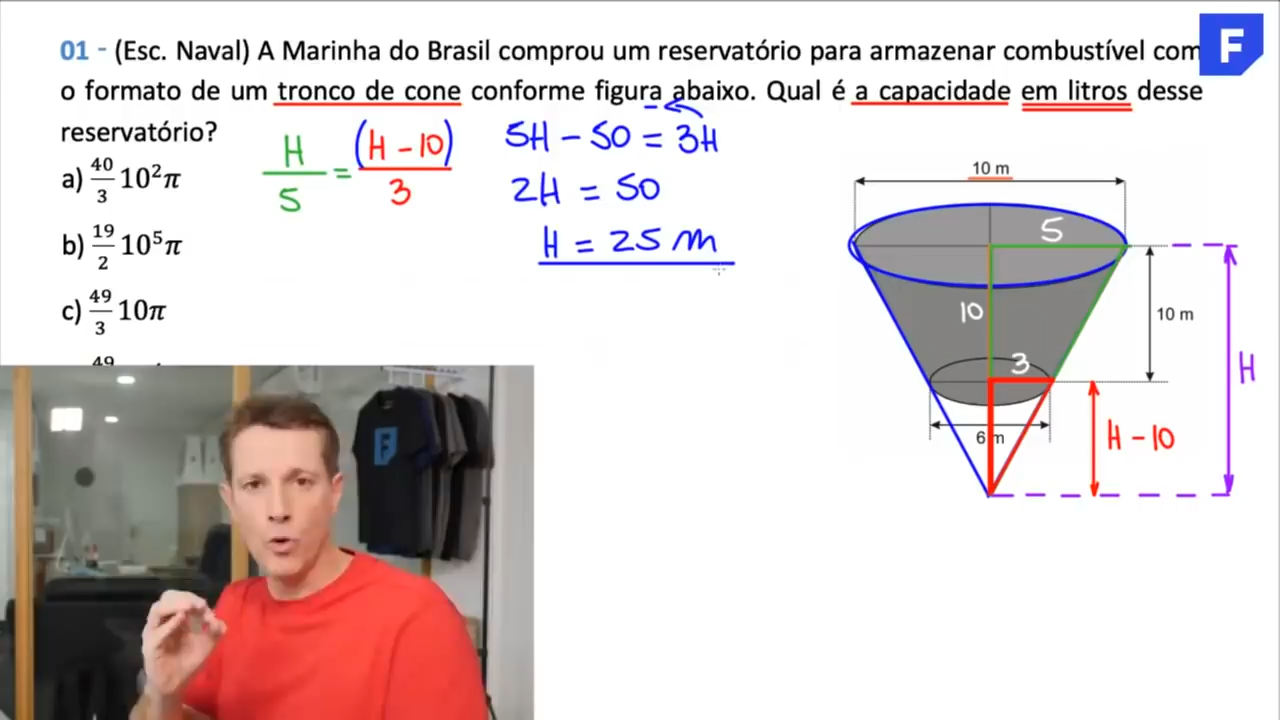 01 - (Esc. Naval) A Marinha do Brasil comprou um reservatório para armazenar combustível com
o formato de um tronco de cone conforme figura abaixo. Qual é a capacidade em litros desse
reservatório?
a) 40/3 10²π
b) 19/2 10⁵π
c) 49/3 10π
49
H/5 = (H - 10)/3
5H - 50 = 3H
2H = 50
H = 25 m
F
10 m
5
10
10 m
3
6 m
H
H - 10
F